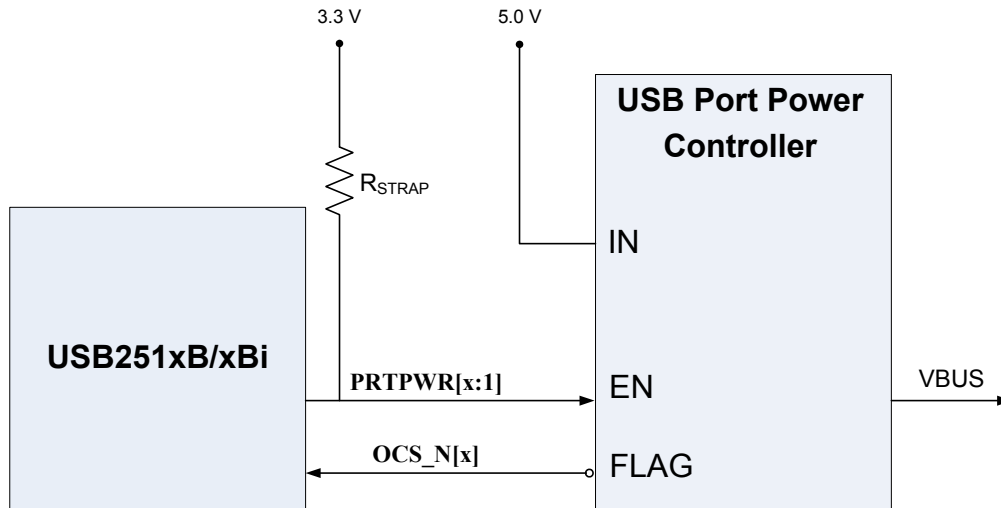 3.3 V
5.0 V
USB Port Power
Controller
RSTRAP
IN
USB251xB/xBi
PRTPWR[x:1]
EN
VBUS
OCS_N[x]
FLAG